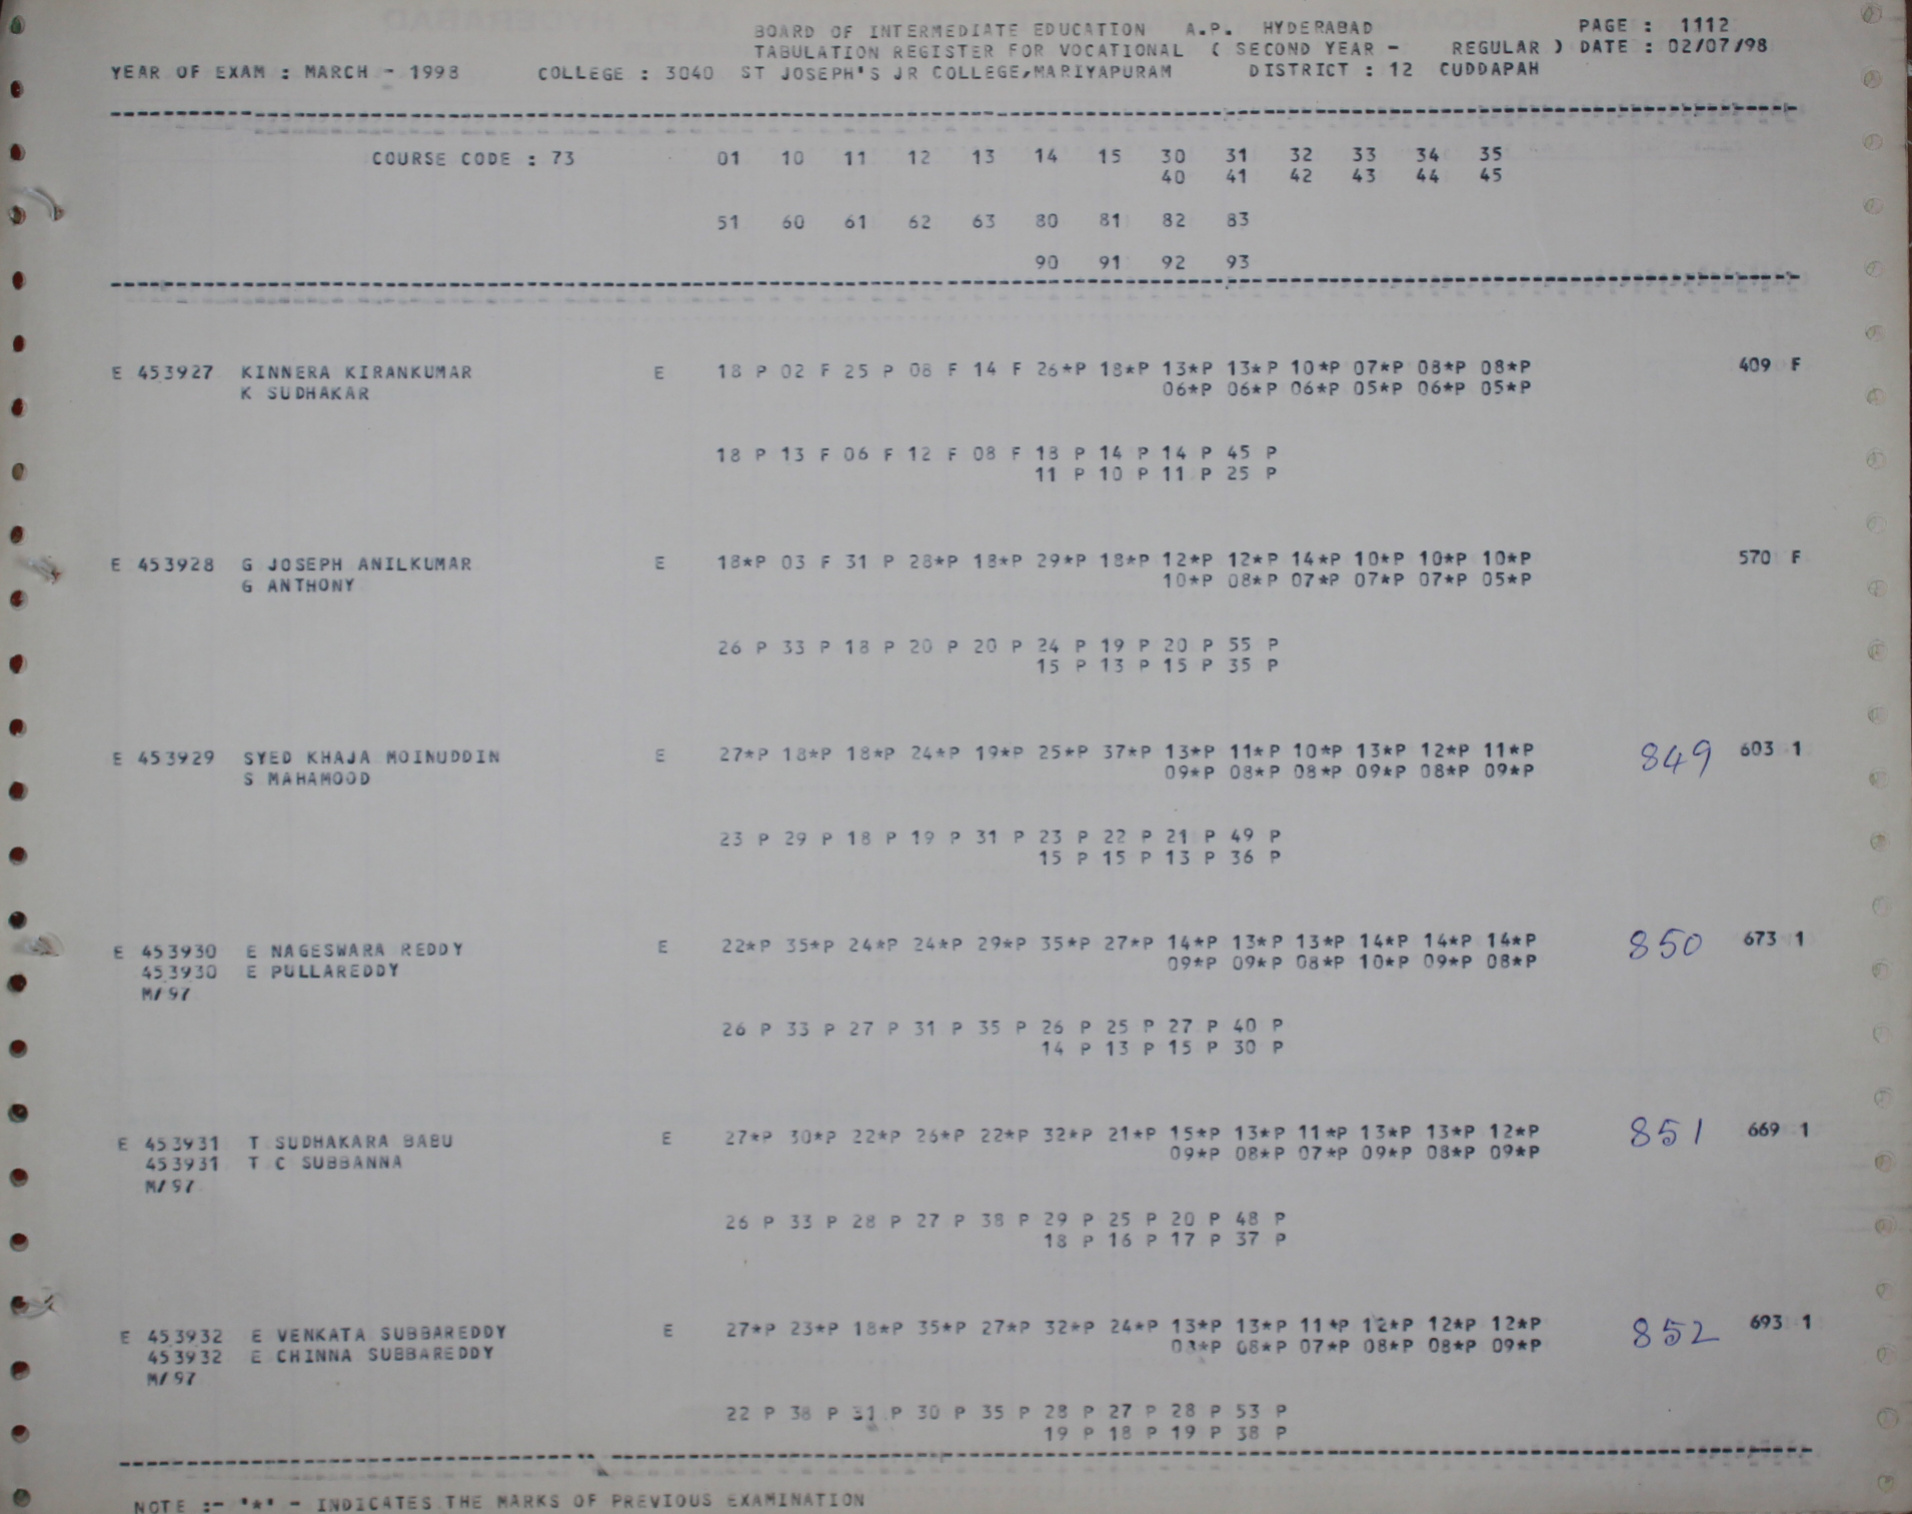 BOARD OF INTERMEDIATE EDUCATION A.P. HYDERABAD PAGE : 1112
TABULATION REGISTER FOR VOCATIONAL ( SECOND YEAR - REGULAR ) DATE : 02/07/98
YEAR OF EXAM : MARCH - 1998 COLLEGE : 3040 ST JOSEPH'S JR COLLEGE,MARIYAPURAM DISTRICT : 12 CUDDAPAH
COURSE CODE : 73 01 10 11 12 13 14 15 30 31 32 33 34 35
40 41 42 43 44 45
51 60 61 62 63 80 81 82 83
90 91 92 93
E 453927 KINNERA KIRANKUMAR E 18 P 02 F 25 P 08 F 14 F 26*P 18*P 13*P 13*P 10*P 07*P 08*P 08*P 409 F
K SUDHAKAR 06*P 06*P 06*P 05*P 06*P 05*P
18 P 13 F 06 F 12 F 08 F 18 P 14 P 14 P 45 P
11 P 10 P 11 P 25 P
E 453928 G JOSEPH ANILKUMAR E 18*P 03 F 31 P 28*P 18*P 29*P 18*P 12*P 12*P 14*P 10*P 10*P 10*P 570 F
G ANTHONY 10*P 08*P 07*P 07*P 07*P 05*P
26 P 33 P 18 P 20 P 20 P 24 P 19 P 20 P 55 P
15 P 13 P 15 P 35 P
E 453929 SYED KHAJA MOINUDDIN E 27*P 18*P 18*P 24*P 19*P 25*P 37*P 13*P 11*P 10*P 13*P 12*P 11*P 849 603 1
S MAHAMOOD 09*P 08*P 08*P 09*P 08*P 09*P
23 P 29 P 18 P 19 P 31 P 23 P 22 P 21 P 49 P
15 P 15 P 13 P 36 P
E 453930 E NAGESWARA REDDY E 22*P 35*P 24*P 24*P 29*P 35*P 27*P 14*P 13*P 13*P 14*P 14*P 14*P 850 673 1
453930 E PULLAREDDY 09*P 09*P 08*P 10*P 09*P 08*P
M/97
26 P 33 P 27 P 31 P 35 P 26 P 25 P 27 P 40 P
14 P 13 P 15 P 30 P
E 453931 T SUDHAKARA BABU E 27*P 30*P 22*P 26*P 22*P 32*P 21*P 15*P 13*P 11*P 13*P 13*P 12*P 851 669 1
453931 T C SUBBANNA 09*P 08*P 07*P 09*P 08*P 09*P
M/97
26 P 33 P 28 P 27 P 38 P 29 P 25 P 20 P 48 P
18 P 16 P 17 P 37 P
E 453932 E VENKATA SUBBAREDDY E 27*P 23*P 18*P 35*P 27*P 32*P 24*P 13*P 13*P 11*P 12*P 12*P 12*P 852 693 1
453932 E CHINNA SUBBAREDDY 08*P 08*P 07*P 08*P 08*P 09*P
M/97
22 P 38 P 31 P 30 P 35 P 28 P 27 P 28 P 53 P
19 P 18 P 19 P 38 P
NOTE :- '*' - INDICATES THE MARKS OF PREVIOUS EXAMINATION